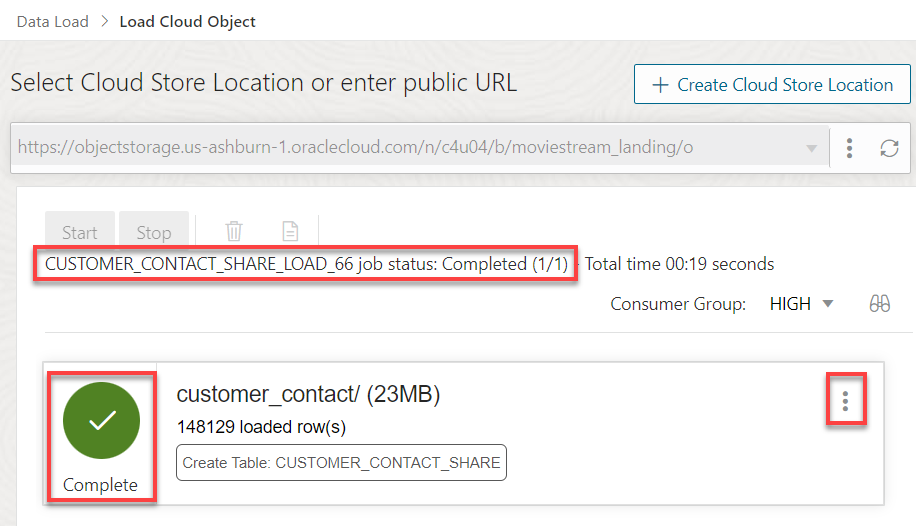 Data Load > Load Cloud Object
Select Cloud Store Location or enter public URL
+ Create Cloud Store Location
https://objectstorage.us-ashburn-1.oraclecloud.com/n/c4u04/b/moviestream_landing/o
Start Stop
CUSTOMER_CONTACT_SHARE_LOAD_66 job status: Completed (1/1) - Total time 00:19 seconds
Consumer Group: HIGH
customer_contact/ (23MB)
148129 loaded row(s)
Create Table: CUSTOMER_CONTACT_SHARE
Complete